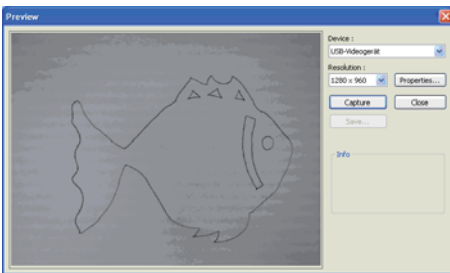 Preview
Device :
USB-Videogerät
Resolution :
1280 x 960
Properties...
Capture
Close
Save...
Info